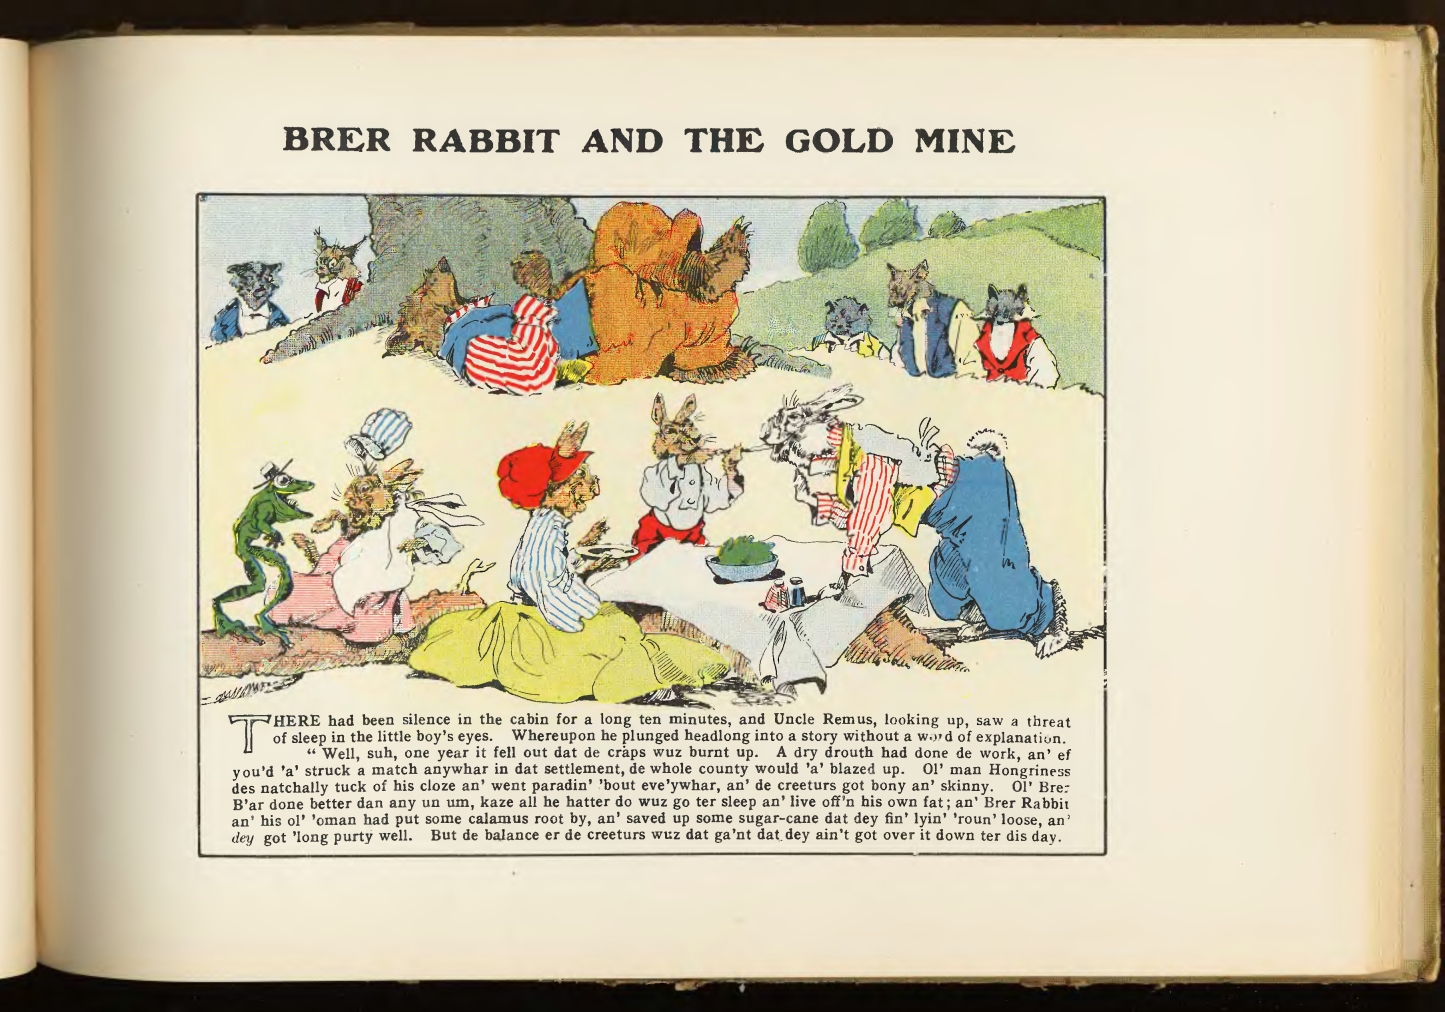 BRER RABBIT AND THE GOLD MINE
THERE had been silence in the cabin for a long ten minutes, and Uncle Remus, looking up, saw a threat
of sleep in the little boy's eyes. Whereupon he plunged headlong into a story without a word of explanation.
“ Well, suh, one year it fell out dat de craps wuz burnt up. A dry drouth had done de work, an' ef
you'd 'a' struck a match anywhar in dat settlement, de whole county would 'a' blazed up. Ol' man Hongriness
des natchally tuck of his cloze an' went paradin' 'bout eve'ywhar, an' de creeturs got bony an' skinny. Ol' Brer
B'ar done better dan any un um, kaze all he hatter do wuz go ter sleep an' live off'n his own fat; an' Brer Rabbit
an' his ol' 'oman had put some calamus root by, an' saved up some sugar-cane dat dey fin' lyin' 'roun' loose, an'
dey got 'long purty well. But de balance er de creeturs wuz dat ga'nt dat dey ain't got over it down ter dis day.